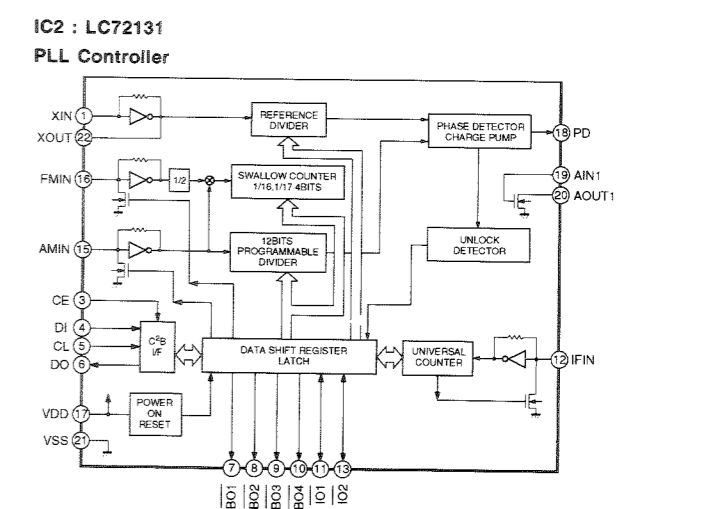 IC2 : LC72131
PLL Controller
XIN 1
XOUT 22
FMIN 16
AMIN 15
CE 3
DI 4
CL 5
DO 6
VDD 17
VSS 21
REFERENCE
DIVIDER
PHASE DETECTOR
CHARGE PUMP
18 PD
19 AIN1
20 AOUT1
1/2
SWALLOW COUNTER
1/16,1/17 4BITS
12BITS
PROGRAMMABLE
DIVIDER
UNLOCK
DETECTOR
C²B
I/F
DATA SHIFT REGISTER
LATCH
UNIVERSAL
COUNTER
12 IFIN
POWER
ON
RESET
7 8 9 10 11 13
BO1
BO2
BO3
BO4
IO1
IO2